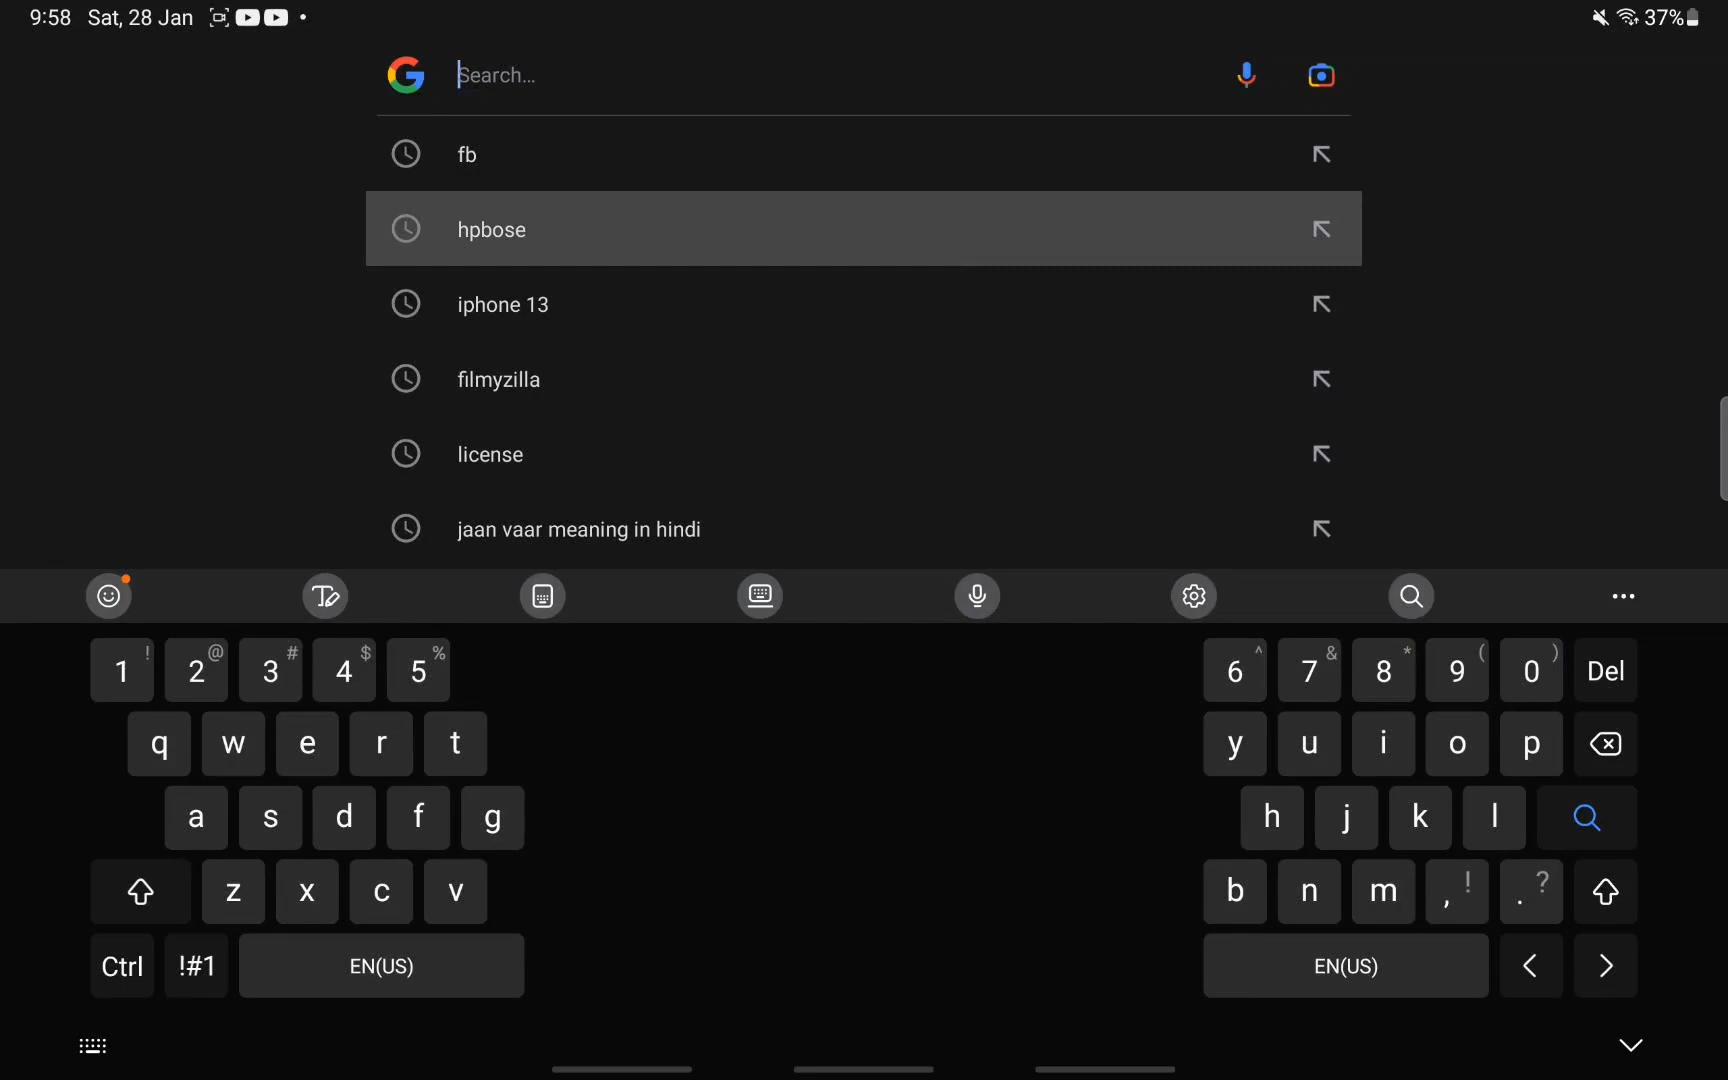 9:58 Sat, 28 Jan 37%
Search...
fb
hpbose
iphone 13
filmyzilla
license
jaan vaar meaning in hindi
1 ! 2 @ 3 # 4 $ 5 % 6 ^ 7 & 8 * 9 ( 0 ) Del
q w e r t y u i o p
a s d f g h j k l
z x c v b n m , ! . ?
Ctrl !#1 EN(US) EN(US) < >